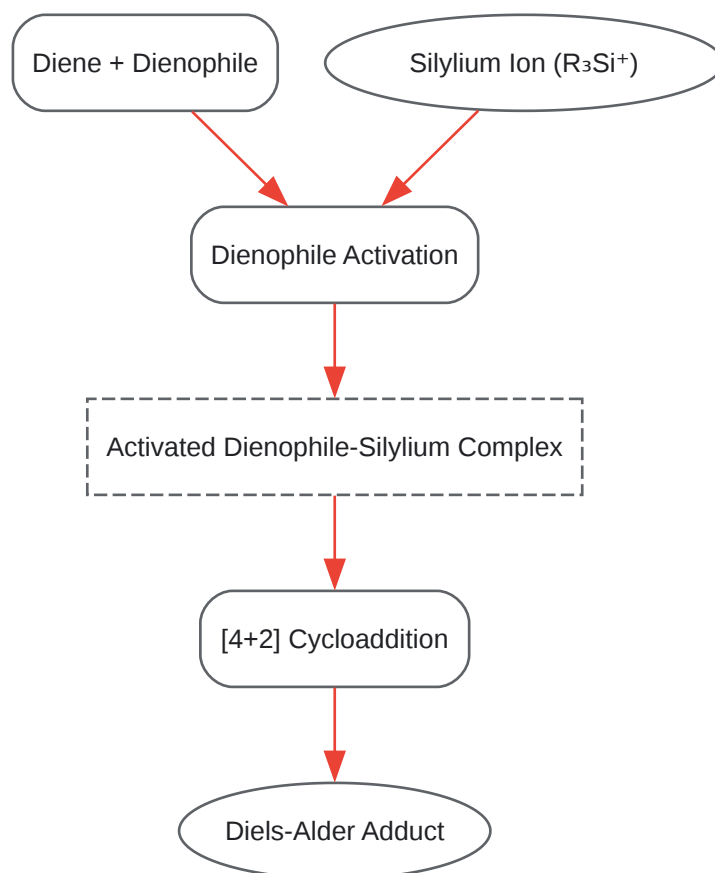 Diene + Dienophile
Silylium Ion (R₃Si⁺)
Dienophile Activation
Activated Dienophile-Silylium Complex
[4+2] Cycloaddition
Diels-Alder Adduct